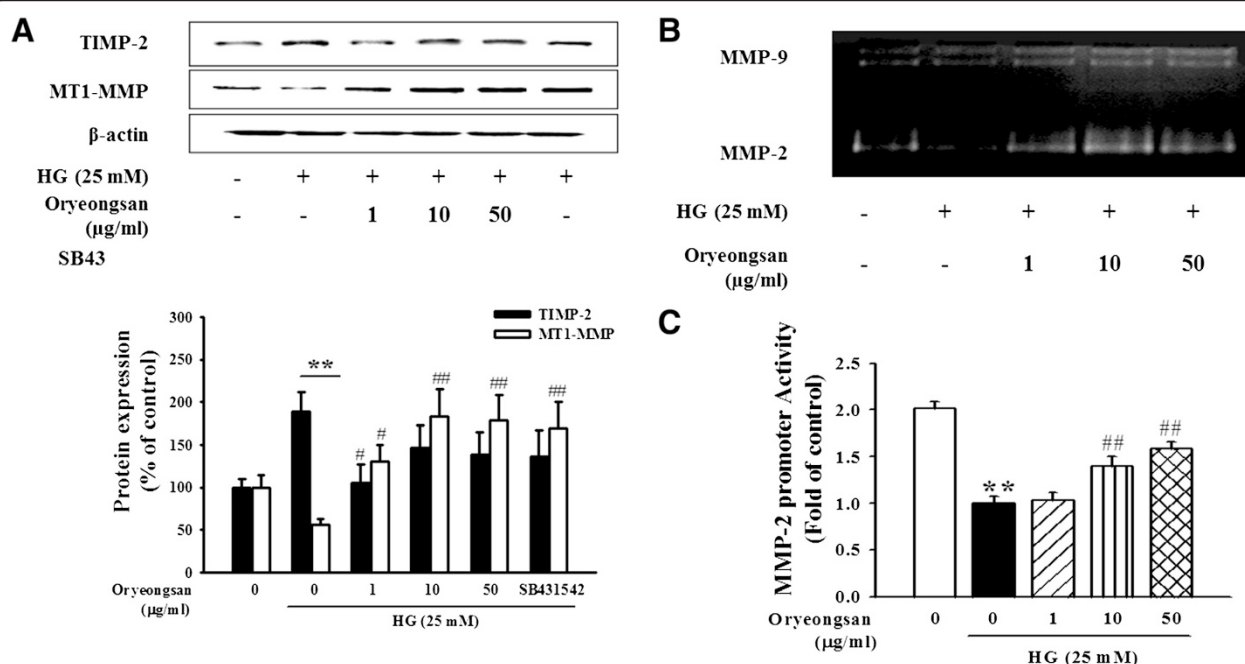 A
TIMP-2
MT1-MMP
β-actin
HG (25 mM) - + + + + +
Oryeongsan - - 1 10 50 -
(μg/ml)
SB43
B
MMP-9
MMP-2
HG (25 mM) - + + + +
Oryeongsan - - 1 10 50
(μg/ml)
TIMP-2
MT1-MMP
Protein expression
(% of control)
300
250
200
150
100
50
0
**
# #
##
##
##
Oryeongsan 0 0 1 10 50 SB431542
(μg/ml)
HG (25 mM)
C
MMP-2 promoter Activity
(Fold of control)
2.5
2.0
1.5
1.0
0.5
0.0
**
##
##
Oryeongsan 0 0 1 10 50
(μg/ml)
HG (25 mM)